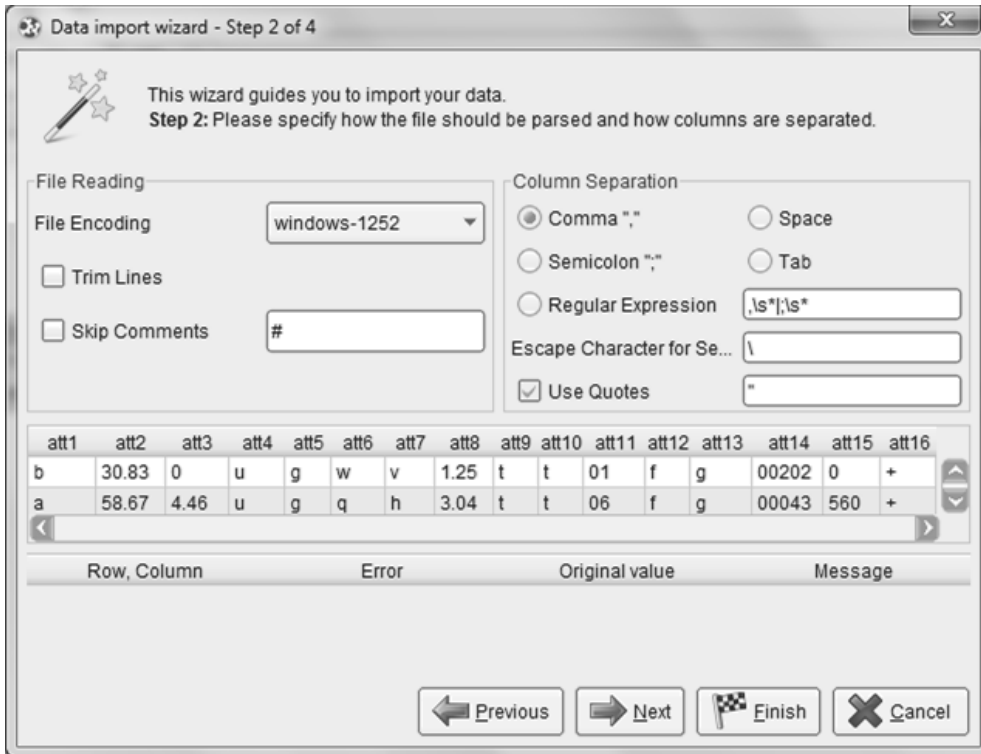 Data import wizard - Step 2 of 4
This wizard guides you to import your data.
Step 2: Please specify how the file should be parsed and how columns are separated.
File Reading
File Encoding windows-1252
Trim Lines
Skip Comments #
Column Separation
Comma "," Space
Semicolon ";" Tab
Regular Expression ,\s*|;\s*
Escape Character for Se... \
Use Quotes "
att1 att2 att3 att4 att5 att6 att7 att8 att9 att10 att11 att12 att13 att14 att15 att16
b 30.83 0 u g w v 1.25 t t 01 f g 00202 0 +
a 58.67 4.46 u g q h 3.04 t t 06 f g 00043 560 +
Row, Column Error Original value Message
Previous Next Finish Cancel